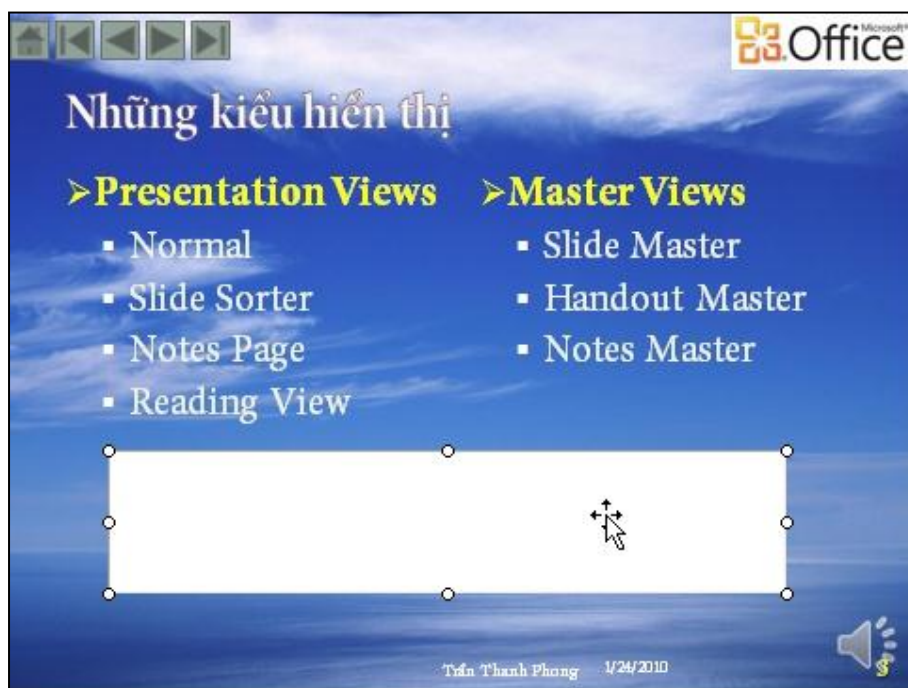 Microsoft®
Office
Những kiểu hiển thị
➢Presentation Views
▪ Normal
▪ Slide Sorter
▪ Notes Page
▪ Reading View
➢Master Views
▪ Slide Master
▪ Handout Master
▪ Notes Master
Trần Thanh Phong 1/24/2010